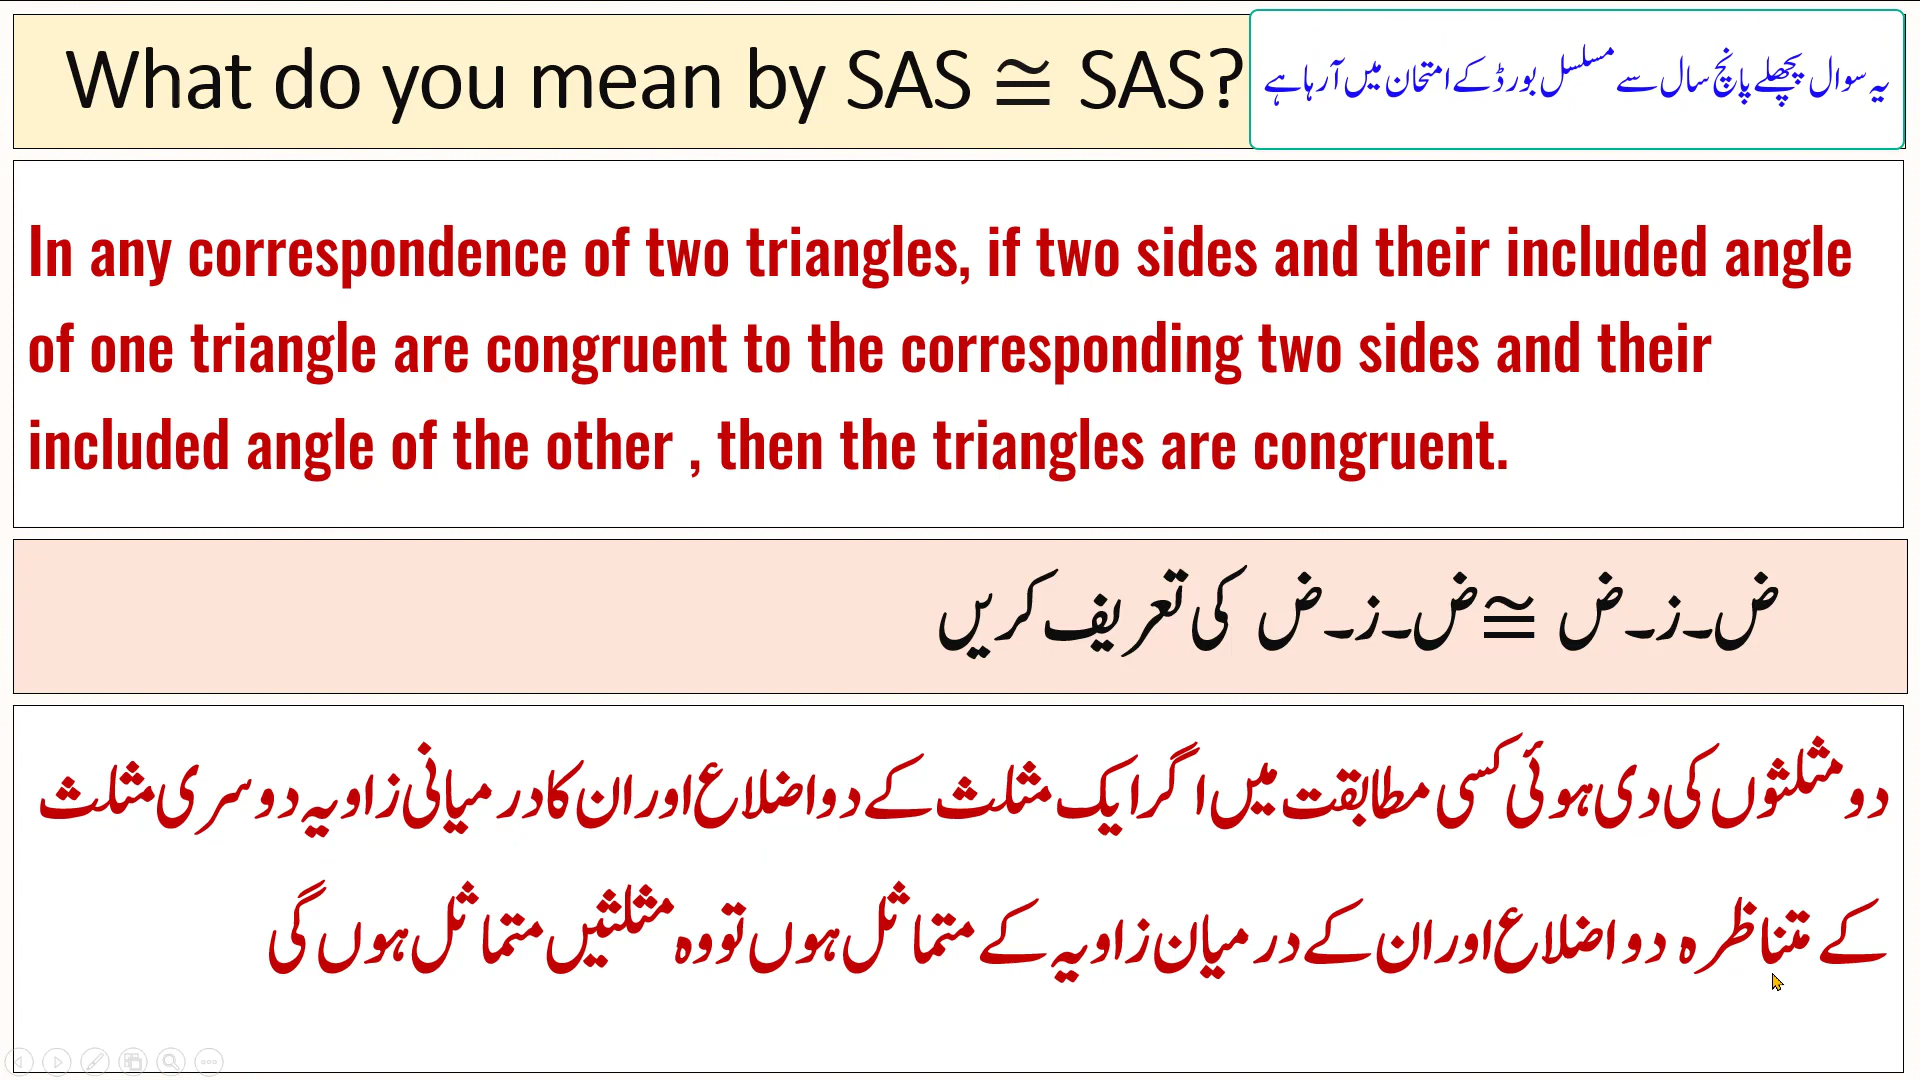 What do you mean by SAS ≅ SAS?
یہ سوال پچھلے پانچ سال سے مسلسل بورڈ کے امتحان میں آرہا ہے
In any correspondence of two triangles, if two sides and their included angle
of one triangle are congruent to the corresponding two sides and their
included angle of the other , then the triangles are congruent.
ض۔ز۔ض ≅ ض۔ز۔ض کی تعریف کریں
دو مثلثوں کی دی ہوئی کسی مطابقت میں اگر ایک مثلث کے دو اضلاع اور ان کا درمیانی زاویہ دوسری مثلث
کے متناظرہ دو اضلاع اور ان کے درمیان زاویہ کے متماثل ہوں تو وہ مثلثیں متماثل ہوں گی